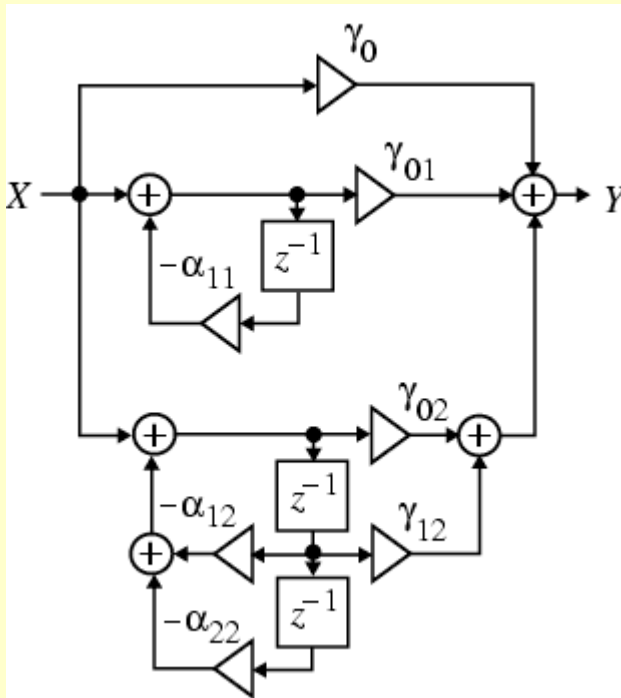 γ₀
X + γ₀₁ + Y
z⁻¹
-α₁₁
+ γ₀₂ +
z⁻¹
-α₁₂ γ₁₂
+
z⁻¹
-α₂₂